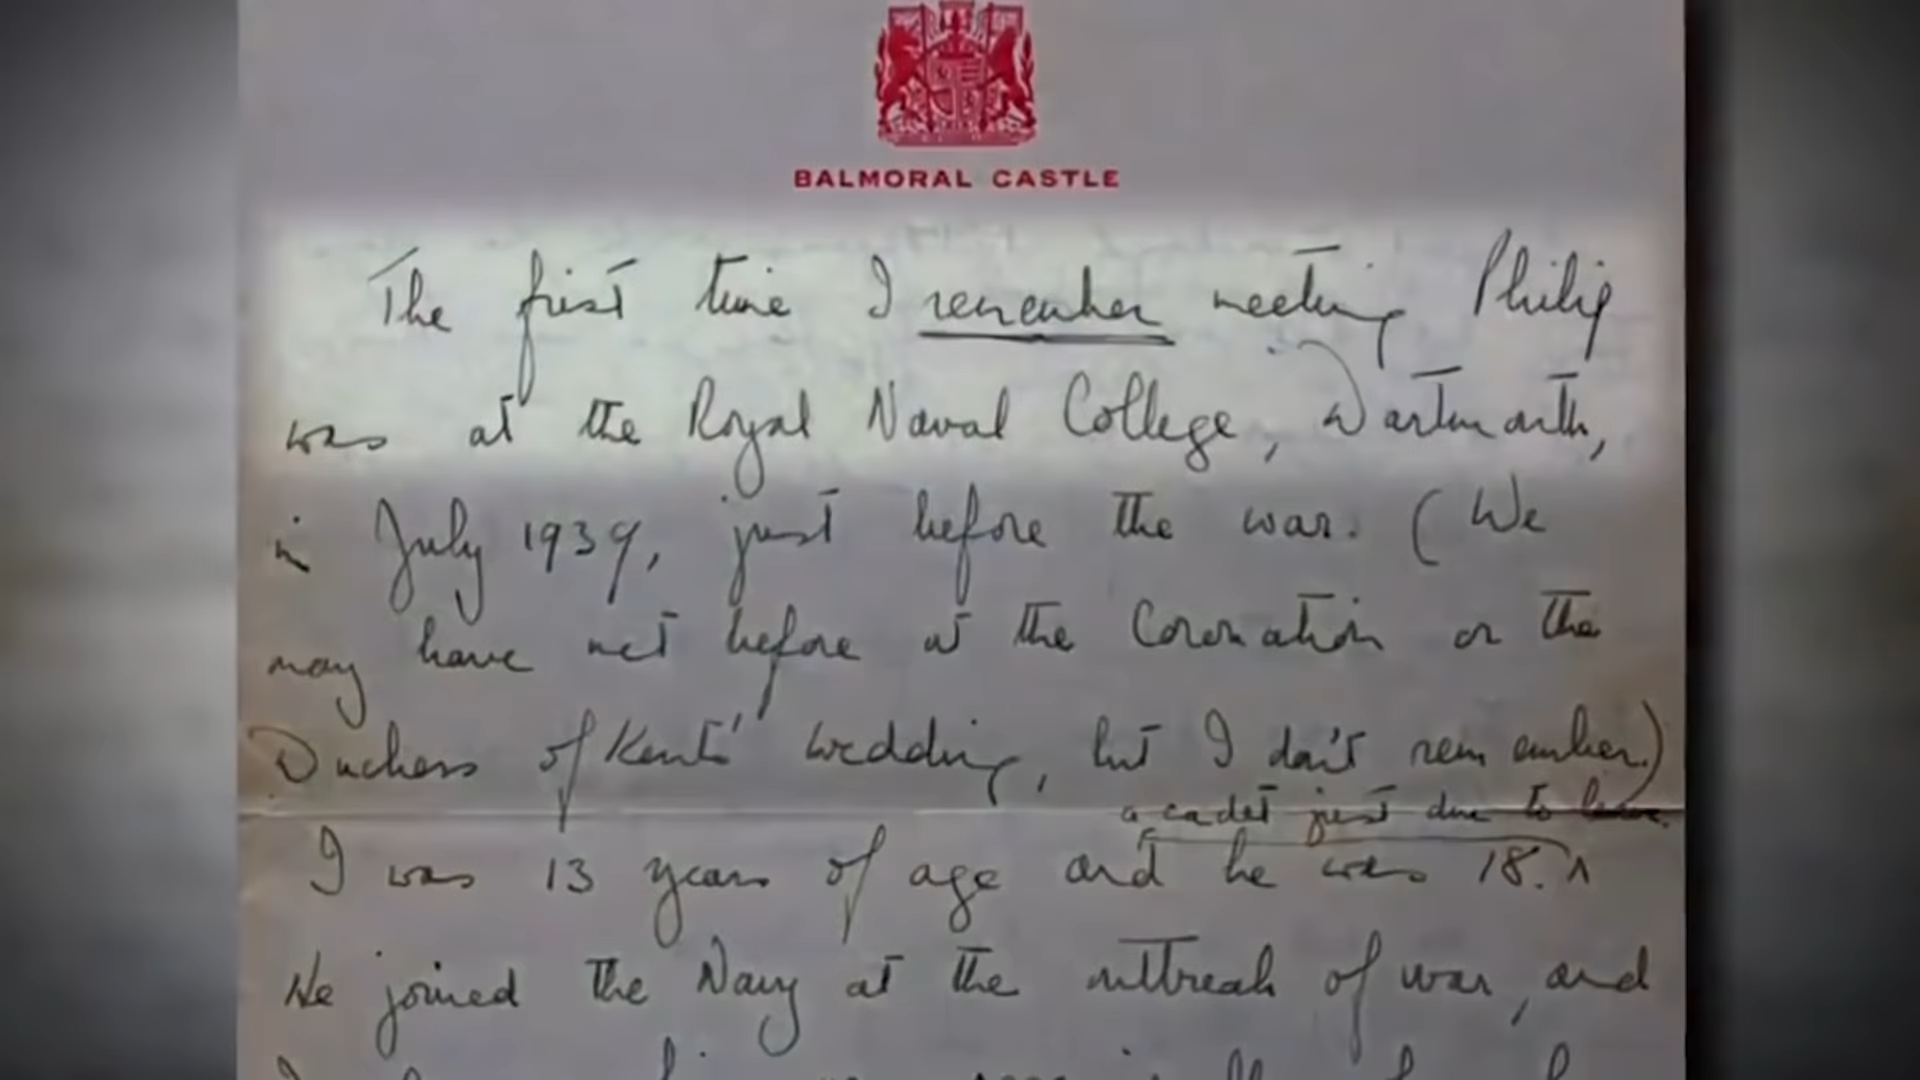 BALMORAL CASTLE
The first time I remember meeting Philip
was at the Royal Naval College, Dartmouth,
in July 1939, just before the war. (We
may have met before at the Coronation or the
Duchess of Kent's' wedding, but I don't remember.)
a cadet just due to leave.
I was 13 years of age and he was 18. ^
He joined the Navy at the outbreak of war, and